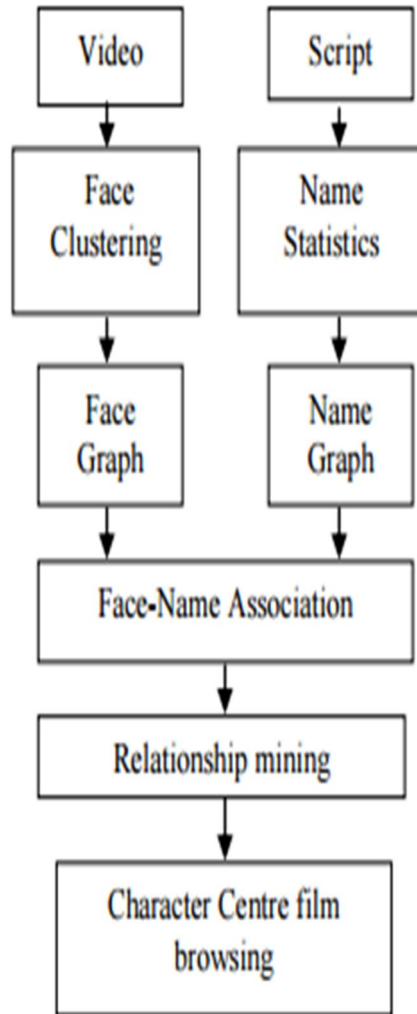 Video
Script
Face
Clustering
Name
Statistics
Face
Graph
Name
Graph
Face-Name Association
Relationship mining
Character Centre film
browsing